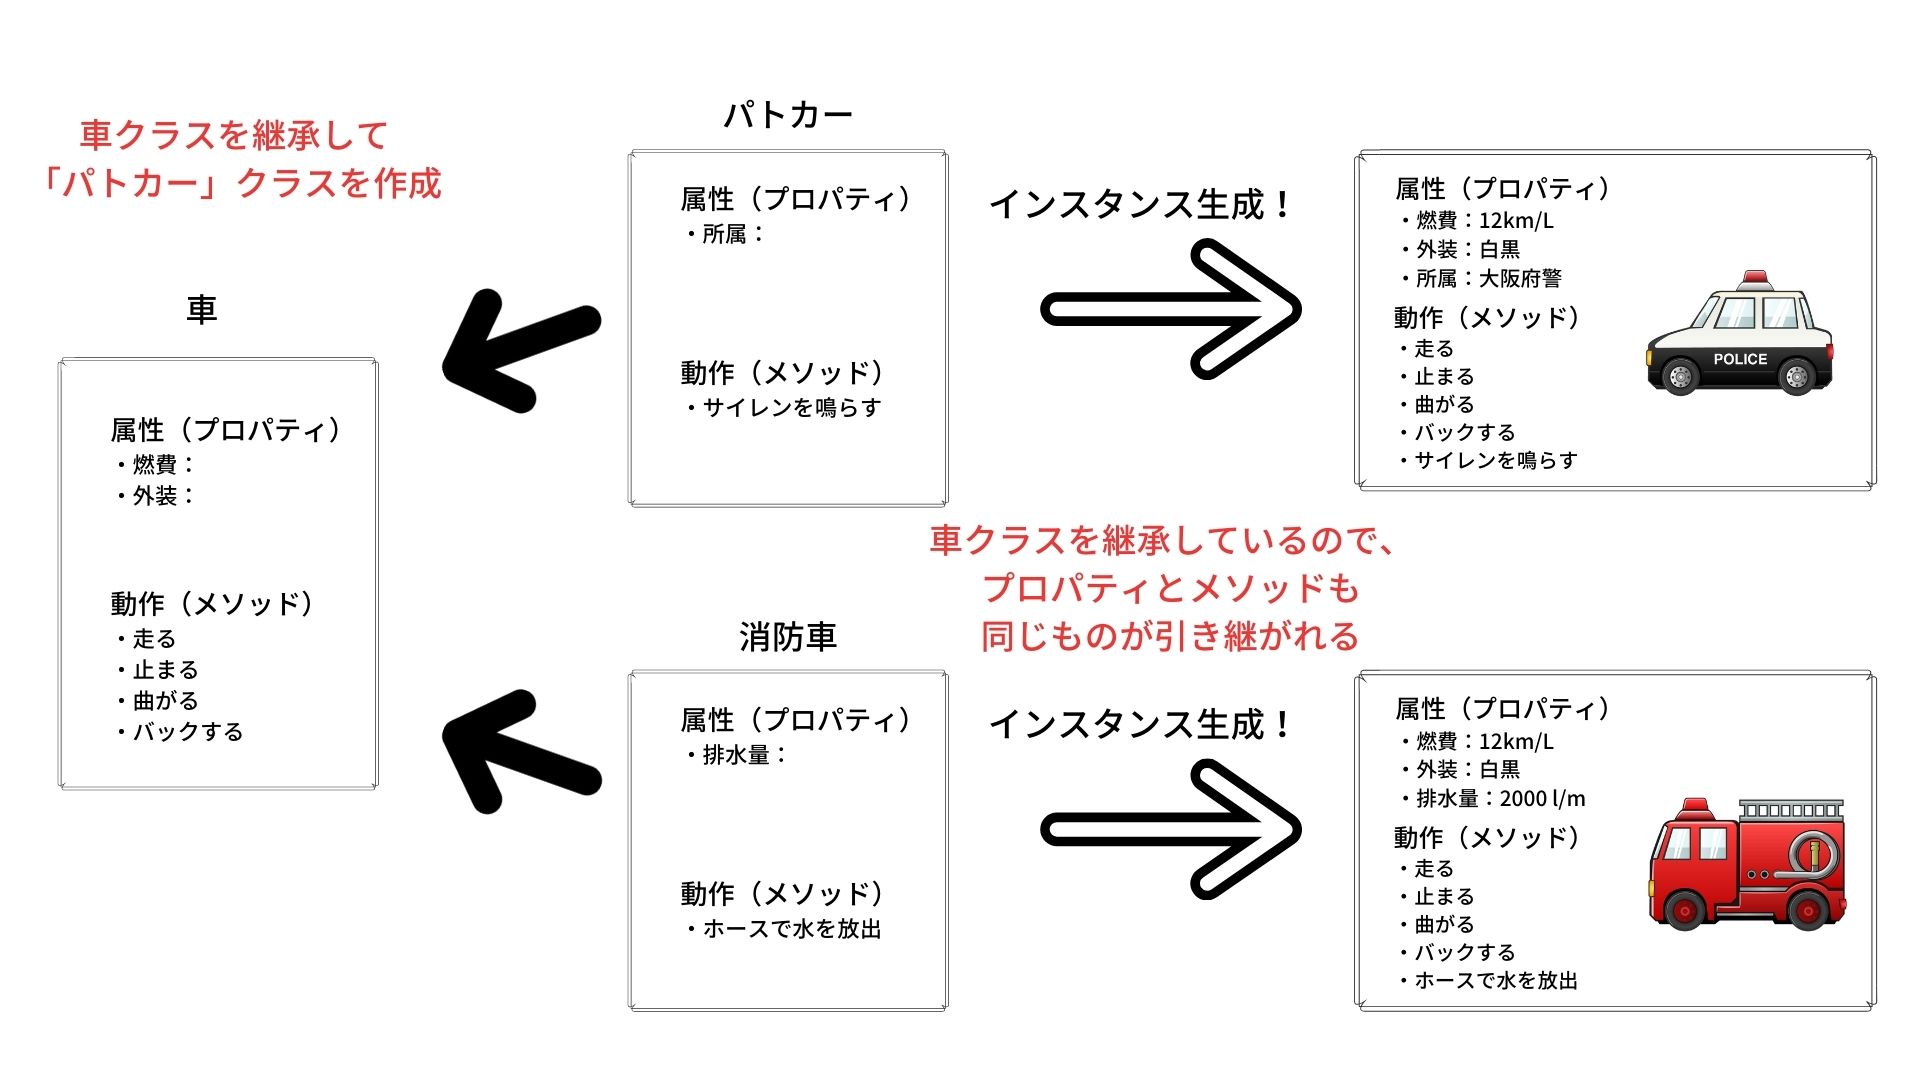 車クラスを継承して
「パトカー」クラスを作成
車
属性（プロパティ）
・燃費：
・外装：
動作（メソッド）
・走る
・止まる
・曲がる
・バックする
パトカー
属性（プロパティ）
・所属：
動作（メソッド）
・サイレンを鳴らす
インスタンス生成！
属性（プロパティ）
・燃費：12km/L
・外装：白黒
・所属：大阪府警
動作（メソッド）
・走る
・止まる
・曲がる
・バックする
・サイレンを鳴らす
POLICE
車クラスを継承しているので、
プロパティとメソッドも
同じものが引き継がれる
消防車
属性（プロパティ）
・排水量：
動作（メソッド）
・ホースで水を放出
インスタンス生成！
属性（プロパティ）
・燃費：12km/L
・外装：白黒
・排水量：2000 l/m
動作（メソッド）
・走る
・止まる
・曲がる
・バックする
・ホースで水を放出